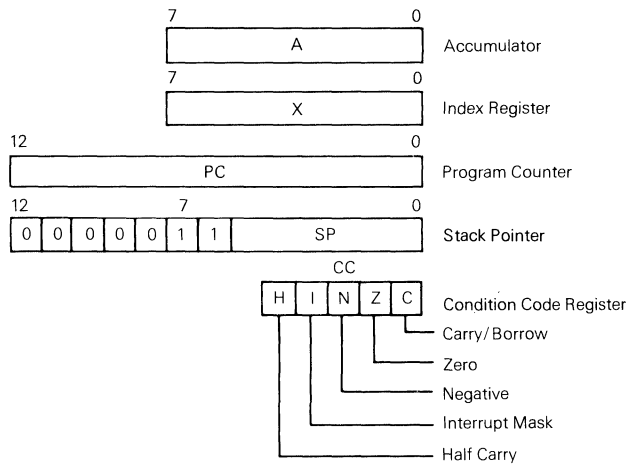 7 0
A Accumulator
7 0
X Index Register
12 0
PC Program Counter
12 7 0
0 0 0 0 0 1 1 SP Stack Pointer
CC
H I N Z C Condition Code Register
Carry/Borrow
Zero
Negative
Interrupt Mask
Half Carry